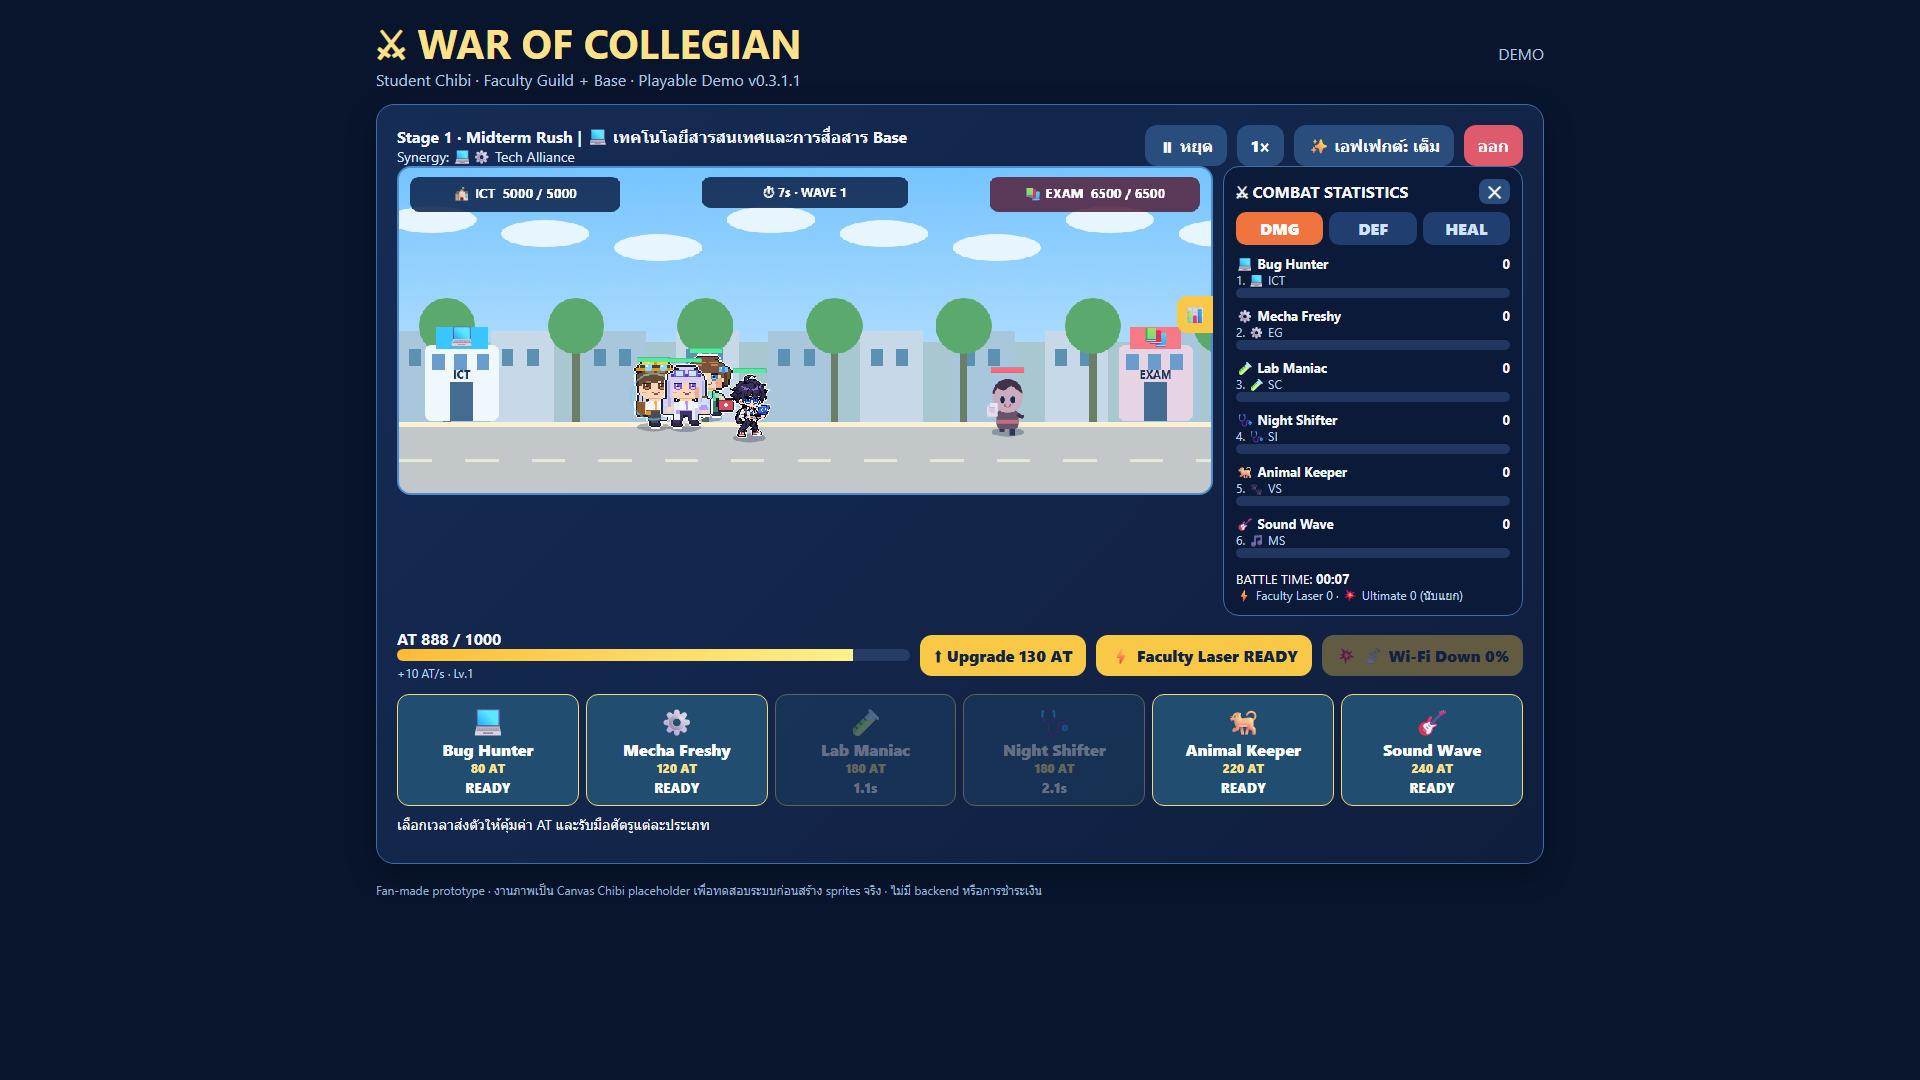 ⚔ WAR OF COLLEGIAN
Student Chibi · Faculty Guild + Base · Playable Demo v0.3.1.1
DEMO
Stage 1 · Midterm Rush | 💻 เทคโนโลยีสารสนเทศและการสื่อสาร Base
Synergy: 💻 ⚙ Tech Alliance
⏸ หยุด
1×
✨ เอฟเฟกต์: เต็ม
ออก
ICT 5000 / 5000
⏱ 7s · WAVE 1
EXAM 6500 / 6500
ICT
EXAM
⚔ COMBAT STATISTICS
DMG
DEF
HEAL
Bug Hunter 0
1. 💻 ICT
Mecha Freshy 0
2. ⚙ EG
Lab Maniac 0
3. 🧪 SC
Night Shifter 0
4. 🩺 SI
Animal Keeper 0
5. 🐾 VS
Sound Wave 0
6. 🎵 MS
BATTLE TIME: 00:07
⚡ Faculty Laser 0 · 💥 Ultimate 0 (นับแยก)
AT 888 / 1000
+10 AT/s · Lv.1
⬆ Upgrade 130 AT
⚡ Faculty Laser READY
Wi-Fi Down 0%
Bug Hunter
80 AT
READY
Mecha Freshy
120 AT
READY
Lab Maniac
180 AT
1.1s
Night Shifter
180 AT
2.1s
Animal Keeper
220 AT
READY
Sound Wave
240 AT
READY
เลือกเวลาส่งตัวให้คุ้มค่า AT และรับมือศัตรูแต่ละประเภท
Fan-made prototype · งานภาพเป็น Canvas Chibi placeholder เพื่อทดสอบระบบก่อนสร้าง sprites จริง · ไม่มี backend หรือการชำระเงิน